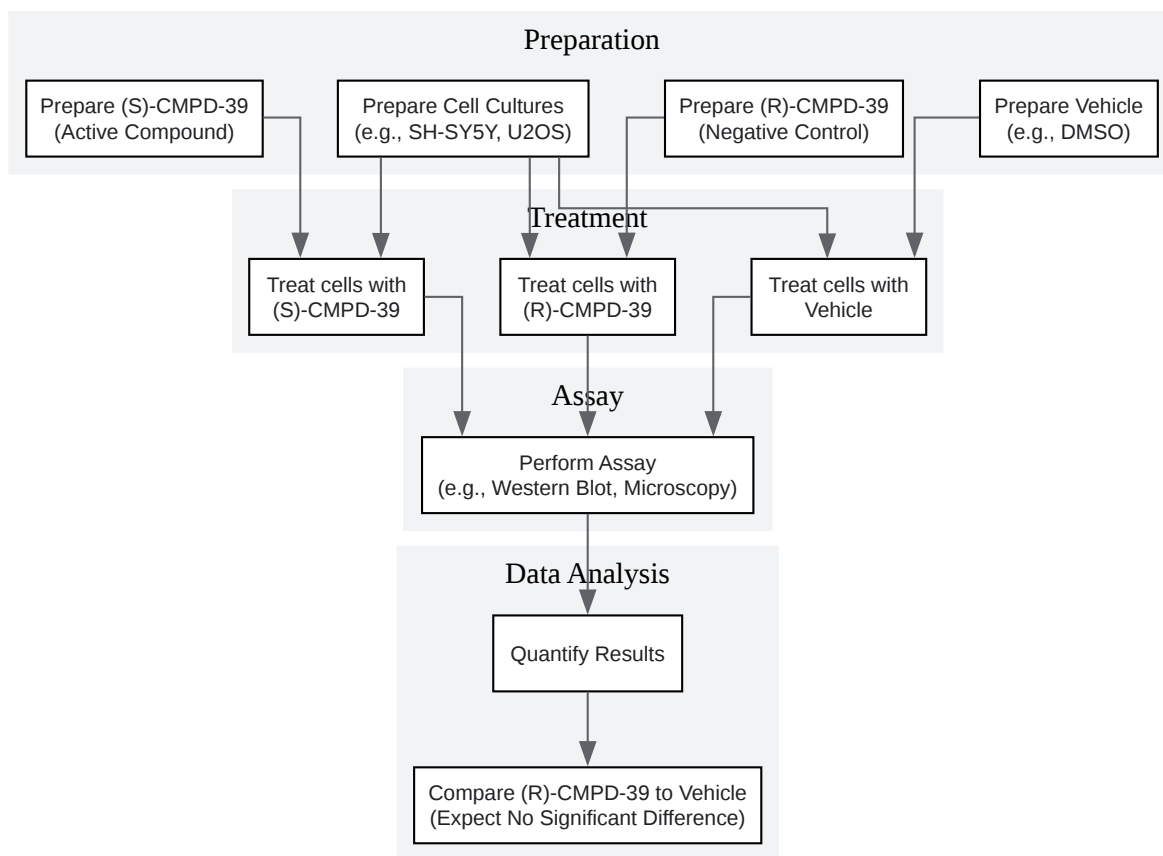 Preparation
Prepare (S)-CMPD-39
(Active Compound)
Prepare Cell Cultures
(e.g., SH-SY5Y, U2OS)
Prepare (R)-CMPD-39
(Negative Control)
Prepare Vehicle
(e.g., DMSO)
Treatment
Treat cells with
(S)-CMPD-39
Treat cells with
(R)-CMPD-39
Treat cells with
Vehicle
Assay
Perform Assay
(e.g., Western Blot, Microscopy)
Data Analysis
Quantify Results
Compare (R)-CMPD-39 to Vehicle
(Expect No Significant Difference)